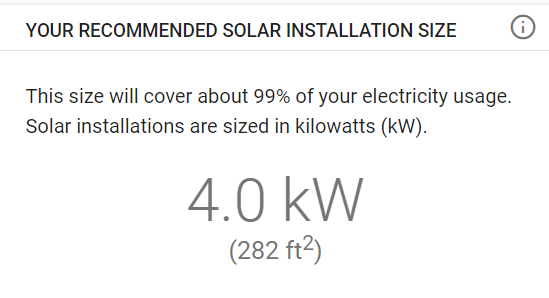 YOUR RECOMMENDED SOLAR INSTALLATION SIZE
This size will cover about 99% of your electricity usage.
Solar installations are sized in kilowatts (kW).
4.0 kW
(282 ft²)